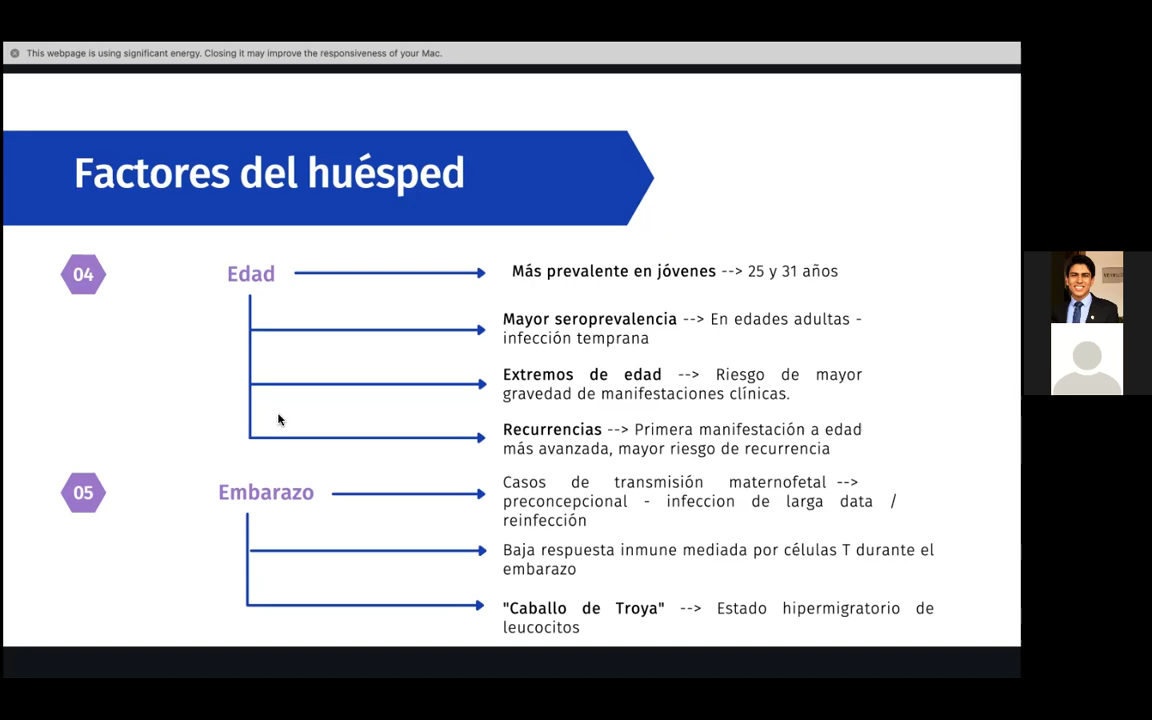 This webpage is using significant energy. Closing it may improve the responsiveness of your Mac.
Factores del huésped
04
Edad
Más prevalente en jóvenes --> 25 y 31 años
Mayor seroprevalencia --> En edades adultas -
infección temprana
Extremos de edad --> Riesgo de mayor
gravedad de manifestaciones clínicas.
Recurrencias --> Primera manifestación a edad
más avanzada, mayor riesgo de recurrencia
05
Embarazo
Casos de transmisión maternofetal -->
preconcepcional - infeccion de larga data /
reinfección
Baja respuesta inmune mediada por células T durante el
embarazo
"Caballo de Troya" --> Estado hipermigratorio de
leucocitos